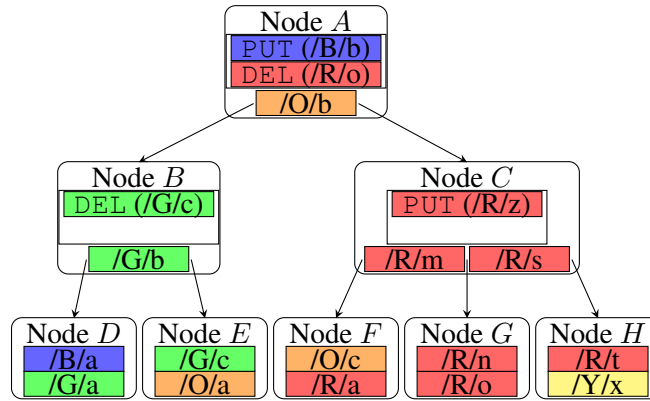 Node A
PUT (/B/b)
DEL (/R/o)
/O/b
Node B
DEL (/G/c)
/G/b
Node C
PUT (/R/z)
/R/m /R/s
Node D
/B/a
/G/a
Node E
/G/c
/O/a
Node F
/O/c
/R/a
Node G
/R/n
/R/o
Node H
/R/t
/Y/x